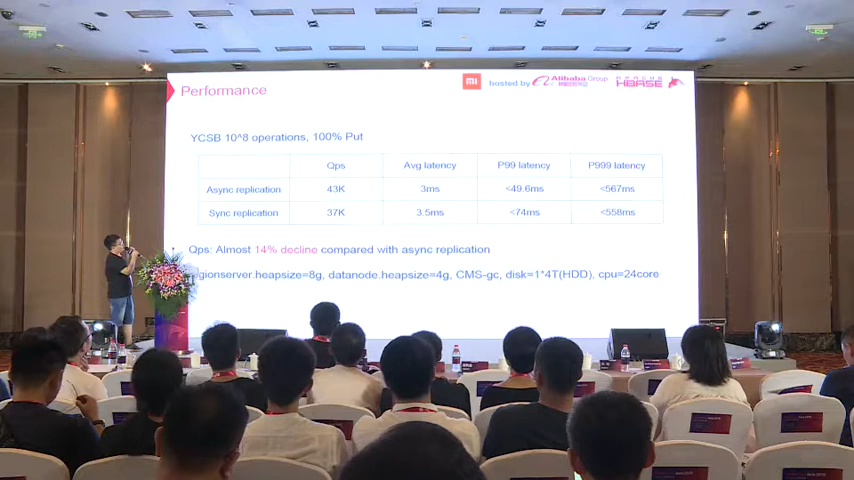 Performance
mi hosted by Alibaba Group APACHE HBASE
YCSB 10^8 operations, 100% Put
Qps Avg latency P99 latency P999 latency
Async replication 43K 3ms <49.6ms <567ms
Sync replication 37K 3.5ms <74ms <558ms
Qps: Almost 14% decline compared with async replication
gionserver.heapsize=8g, datanode.heapsize=4g, CMS-gc, disk=1*4T(HDD), cpu=24core